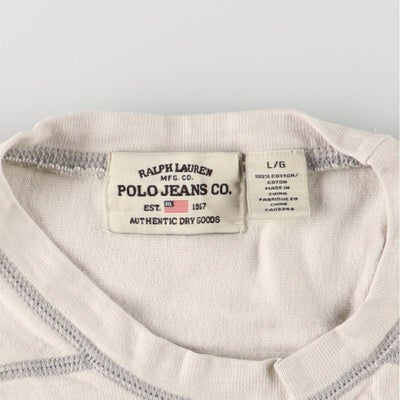 RALPH LAUREN
MFG. CO.
POLO JEANS CO.
EST. 1967
AUTHENTIC DRY GOODS
L/G
100% COTTON/
COTON
MADE IN
CHINA
FABRIQUE EN
CHINE